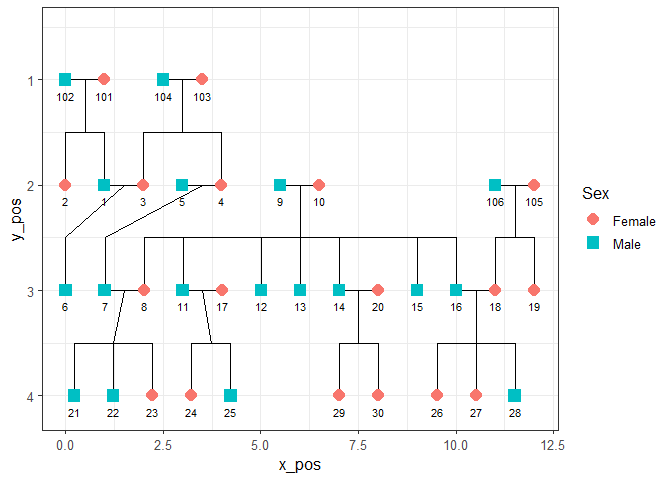 1
102 101 104 103
2
2 1 3 5 4 9 10 106 105
y_pos
Sex
Female
Male
3
6 7 8 11 17 12 13 14 20 15 16 18 19
4
21 22 23 24 25 29 30 26 27 28
0.0 2.5 5.0 7.5 10.0 12.5
x_pos